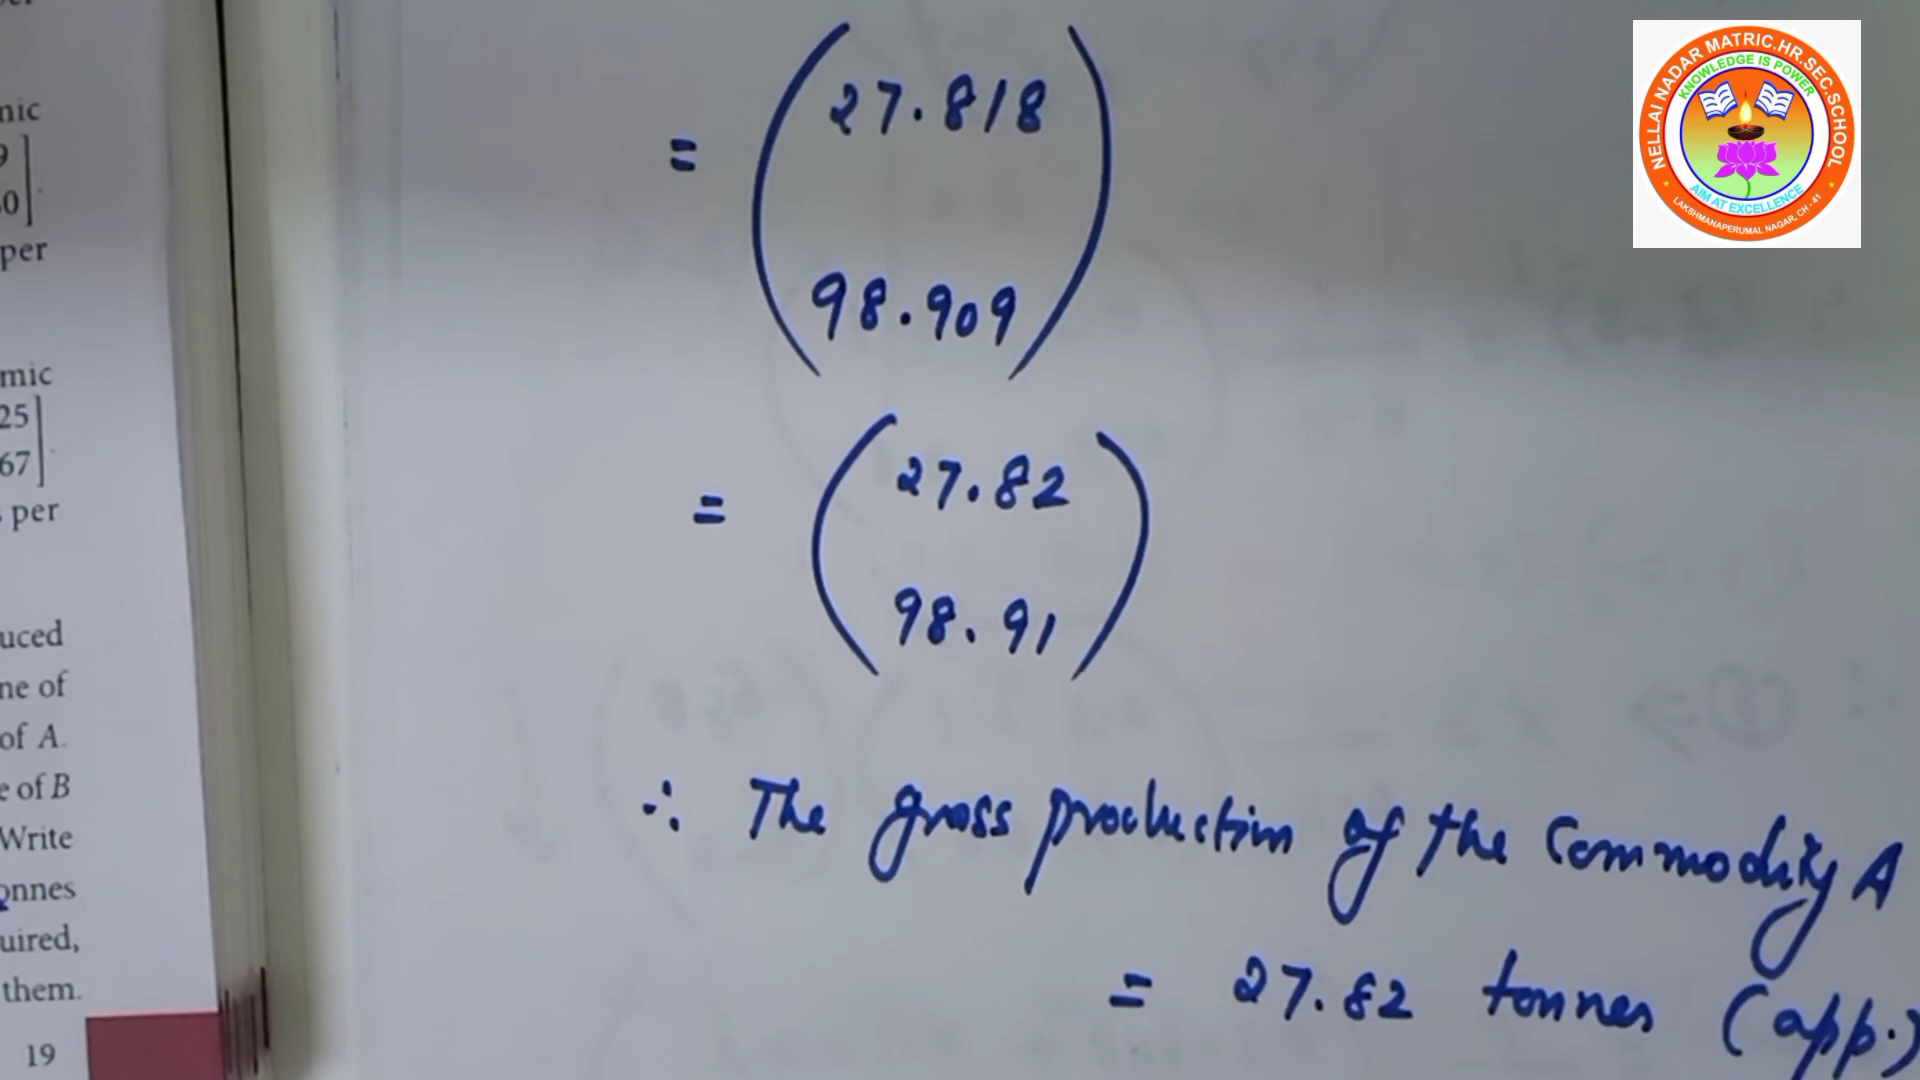 nic
9
0
per
mic
25
67
per
uced
ne of
of A.
e of B
Write
onnes
uired,
them.
19
= ( 27.818
98.909 )
= ( 27.82
98.91 )
∴ The gross production of the Commodity A
= 27.82 tonnes (app.)
NELLAI NADAR MATRIC.HR.SEC.SCHOOL
KNOWLEDGE IS POWER
AIM AT EXCELLENCE
LAKSHMANAPERUMAL NAGAR, CH - 41